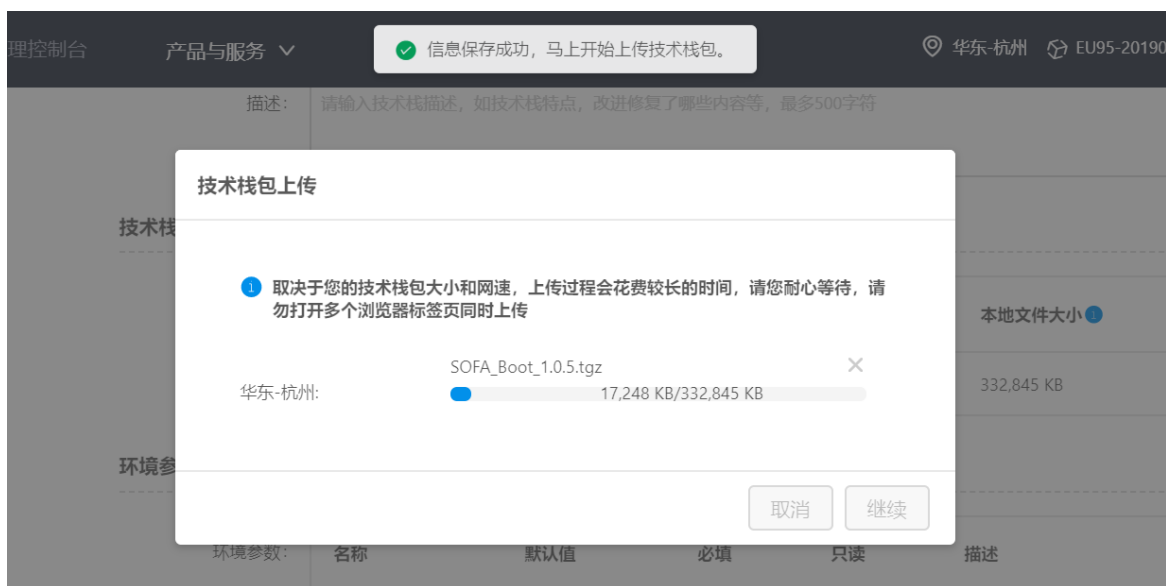 理控制台 产品与服务 信息保存成功，马上开始上传技术栈包。 华东-杭州 EU95-20190
描述： 请输入技术栈描述，如技术栈特点，改进修复了哪些内容等，最多500字符
技术栈包上传
技术栈
取决于您的技术栈包大小和网速，上传过程会花费较长的时间，请您耐心等待，请
勿打开多个浏览器标签页同时上传
本地文件大小
SOFA_Boot_1.0.5.tgz
华东-杭州: 17,248 KB/332,845 KB
332,845 KB
环境参
取消 继续
环境参数： 名称 默认值 必填 只读 描述